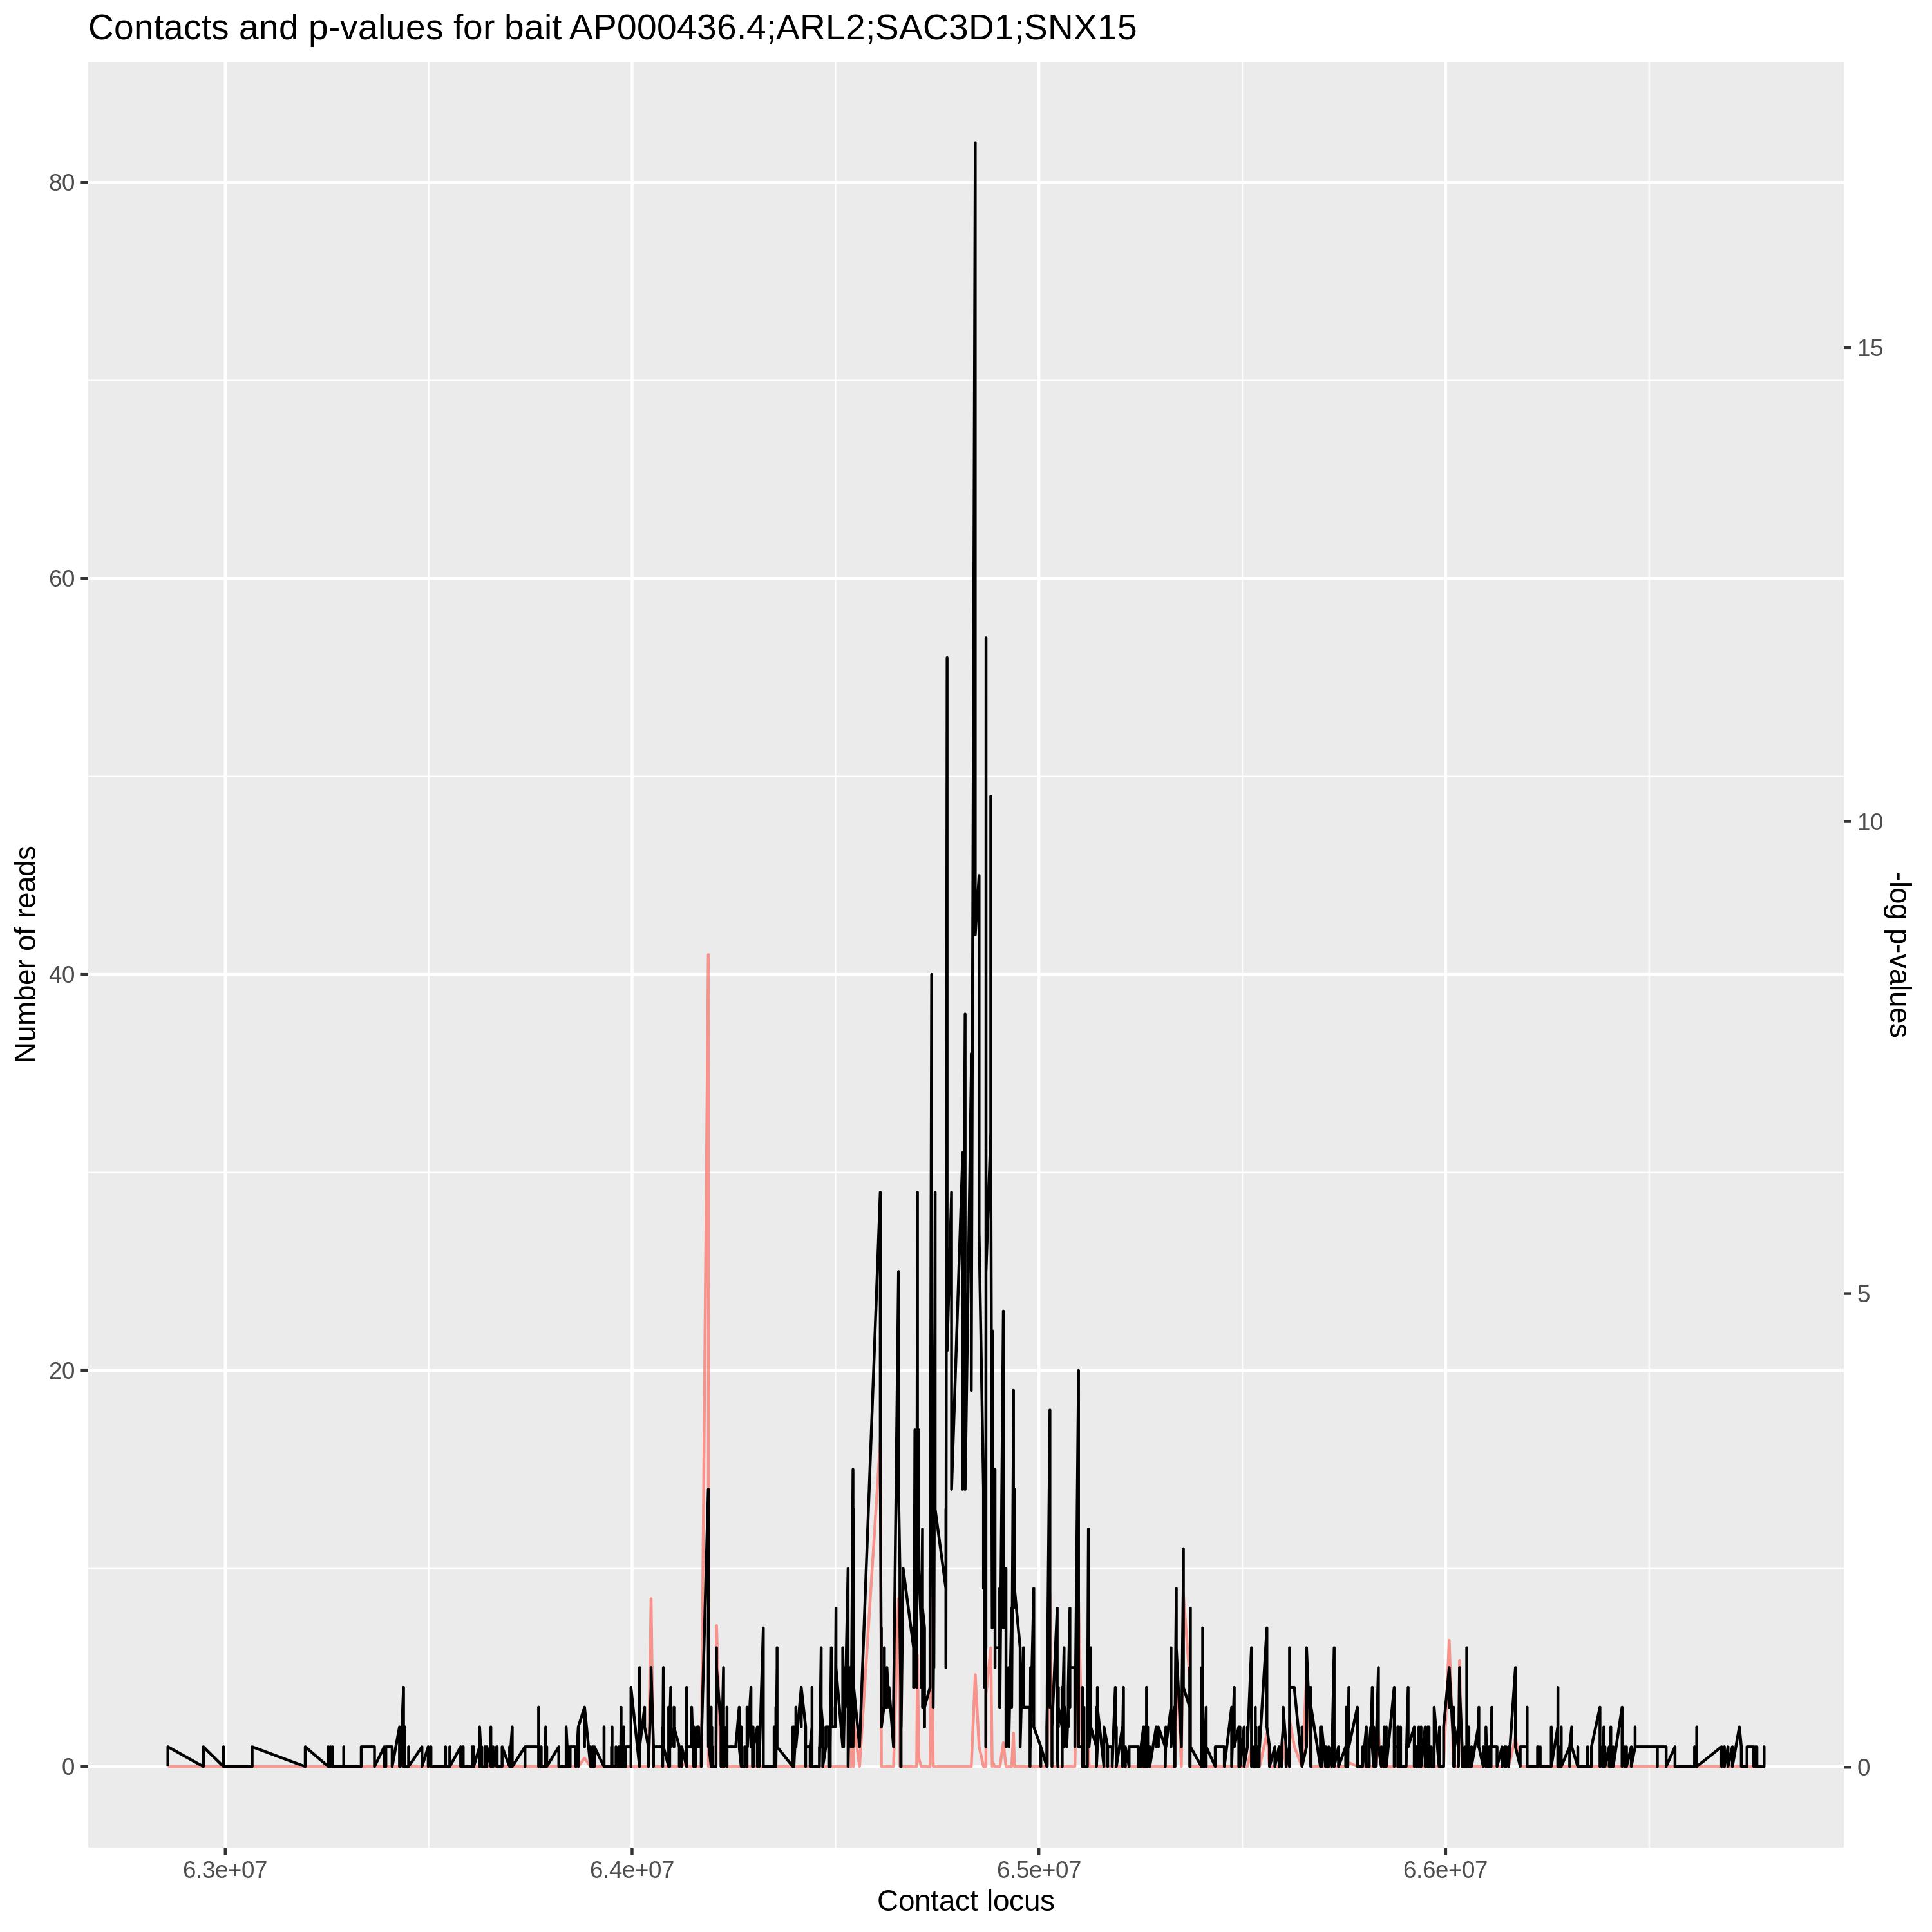 Contacts and p-values for bait AP000436.4;ARL2;SAC3D1;SNX15
80
60
40
20
0
Number of reads
15
10
5
0
-log p-values
6.3e+07
6.4e+07
6.5e+07
6.6e+07
Contact locus